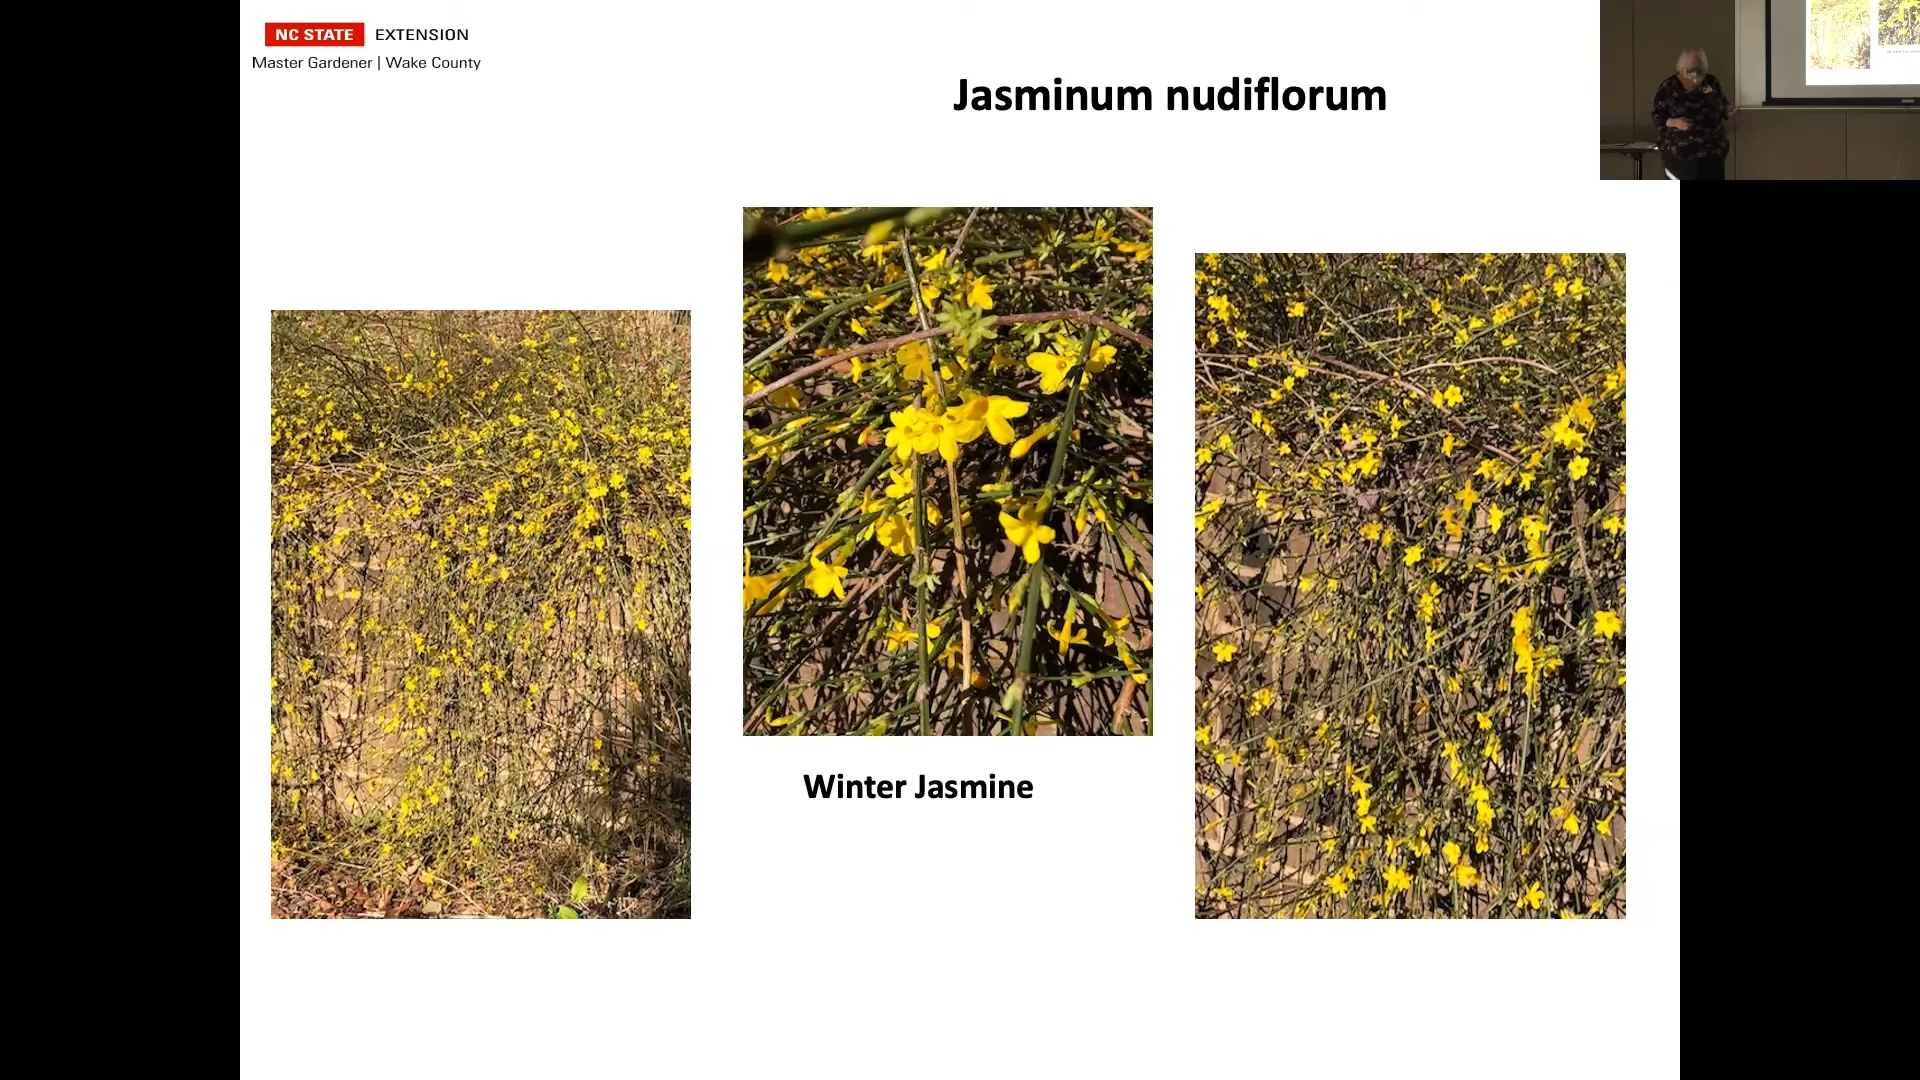 NC STATE EXTENSION
Master Gardener | Wake County
Jasminum nudiflorum
Winter Jasmine